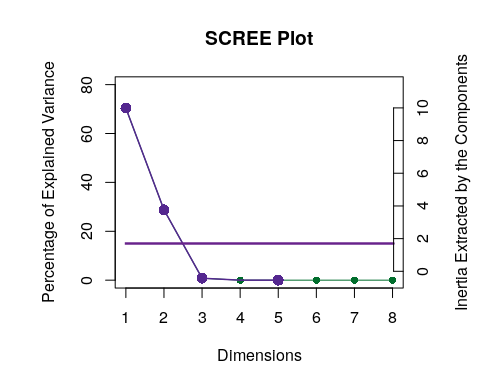 SCREE Plot
Percentage of Explained Variance
80
60
40
20
0
10
8
6
4
2
0
Inertia Extracted by the Components
1 2 3 4 5 6 7 8
Dimensions